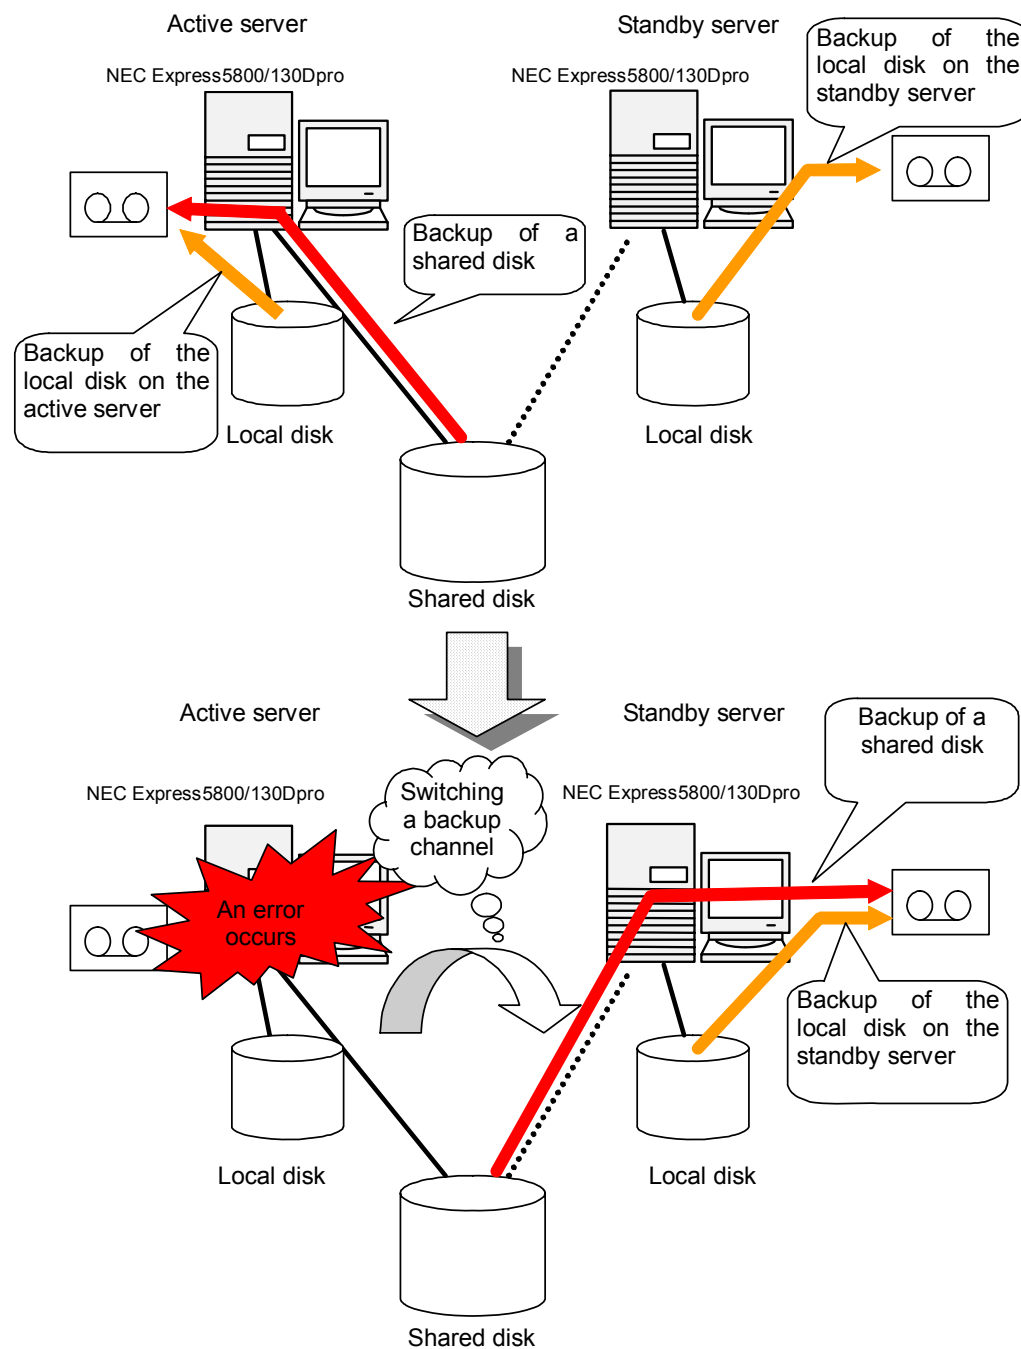 Active server
Standby server
NEC Express5800/130Dpro
NEC Express5800/130Dpro
Backup of the
local disk on the
standby server
Backup of a
shared disk
Backup of the
local disk on the
active server
Local disk
Local disk
Shared disk
Active server
Standby server
NEC Express5800/130Dpro
NEC Express5800/130Dpro
Backup of a
shared disk
Switching
a backup
channel
An error
occurs
Backup of the
local disk on the
standby server
Local disk
Local disk
Shared disk